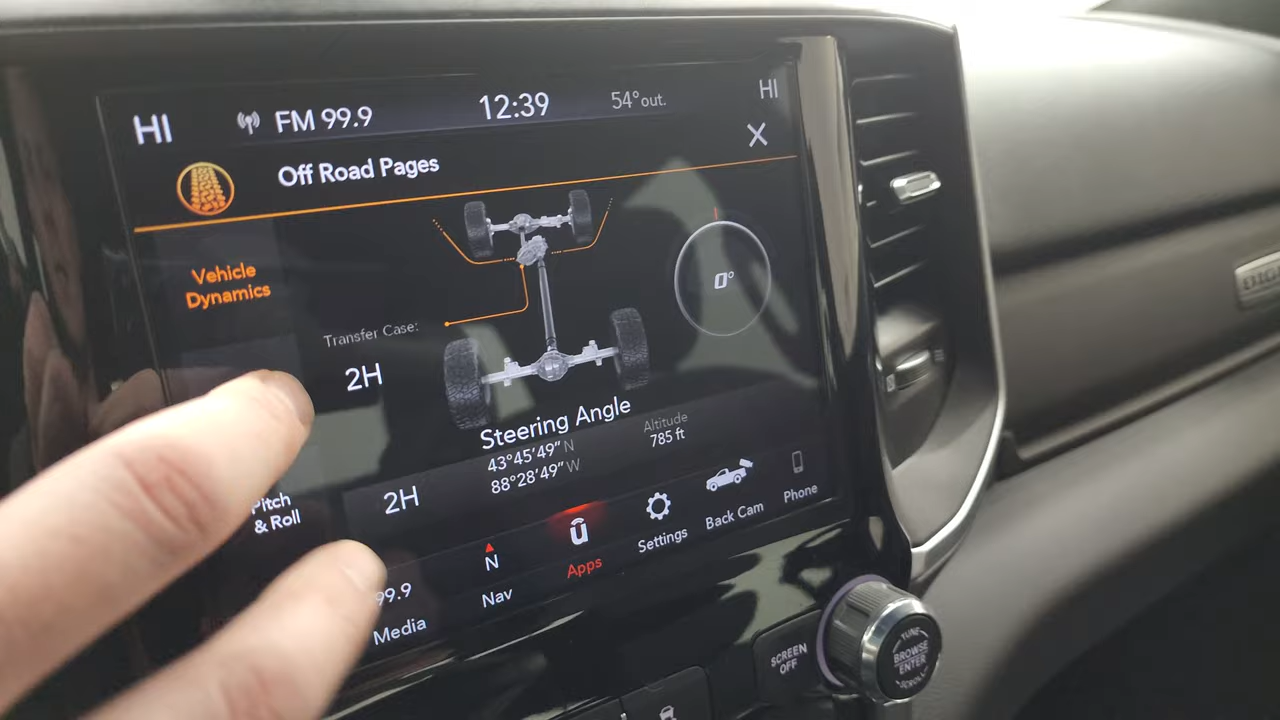 HI FM 99.9 12:39 54° out. HI
Off Road Pages X
Vehicle
Dynamics
0°
Transfer Case:
2H
Steering Angle
43°45'49" N
88°28'49" W
Altitude
785 ft
Pitch
& Roll
2H
99.9
Media
N
Nav
Apps
Settings
Back Cam
Phone
SCREEN
OFF
TUNE
BROWSE
ENTER
SCROLL